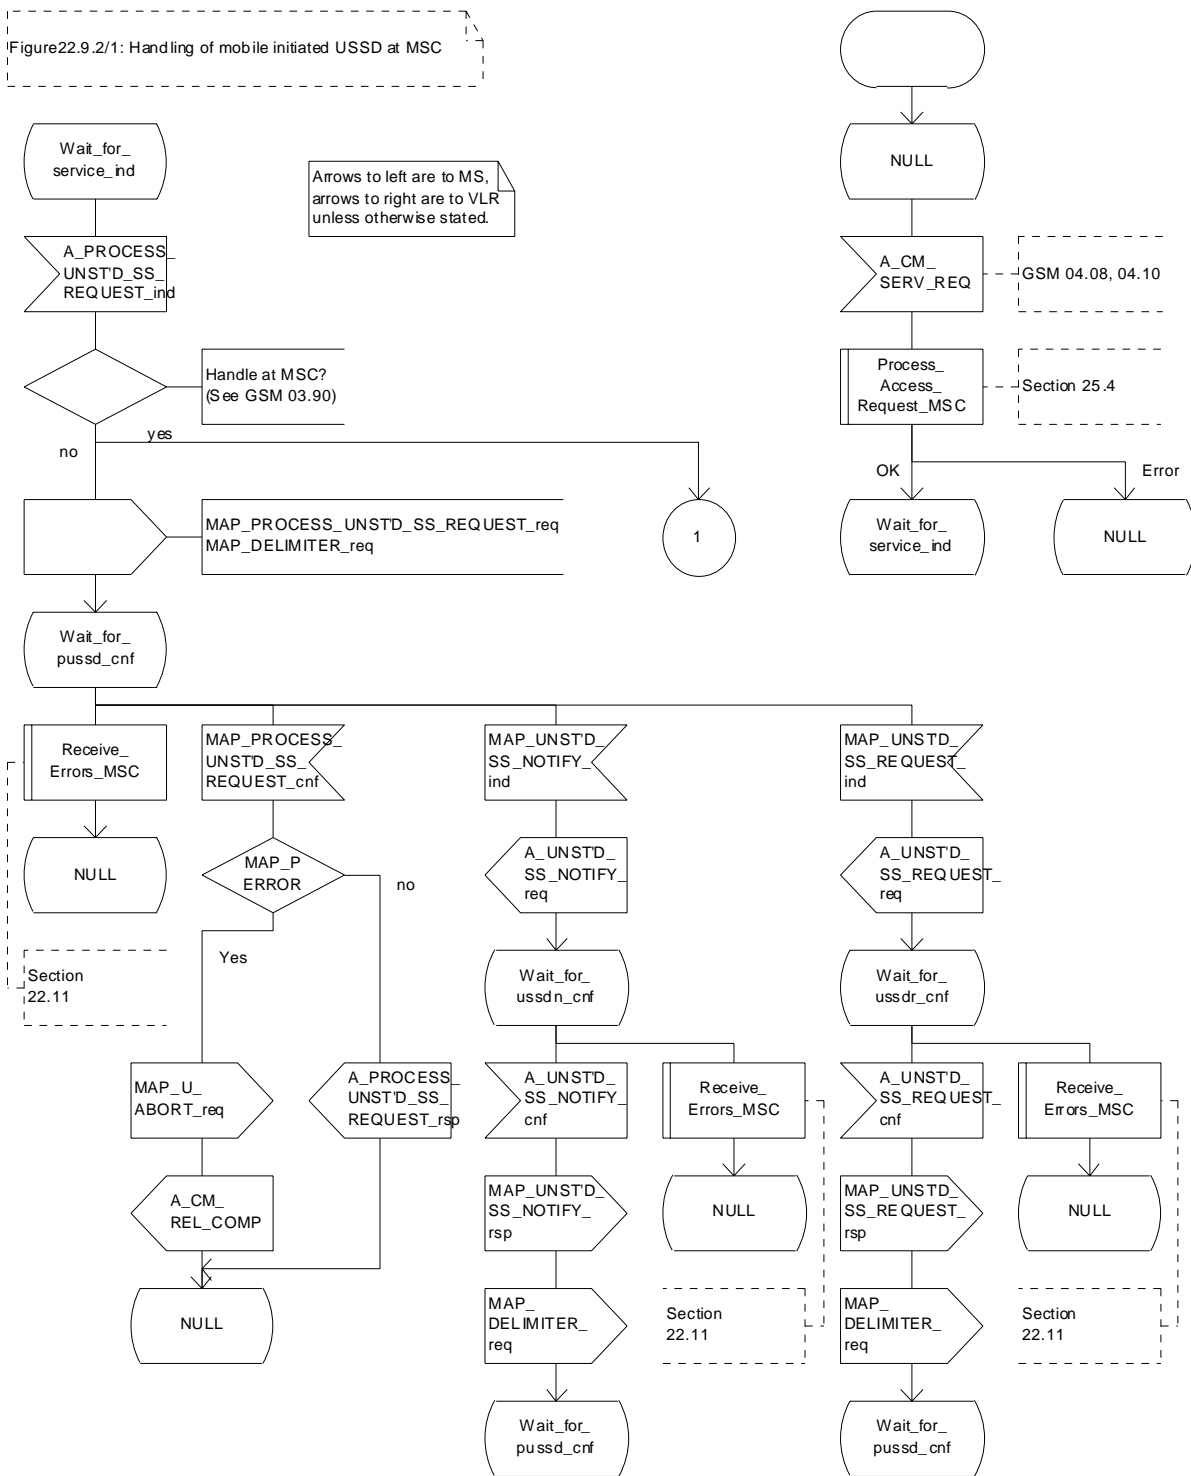 Figure22.9.2/1: Handling of mobile initiated USSD at MSC
Wait_for_
service_ind
Arrows to left are to MS,
arrows to right are to VLR
unless otherwise stated.
NULL
A_PROCESS_
UNST'D_SS_
REQUEST_ind
A_CM_
SERV_REQ
GSM 04.08, 04.10
Handle at MSC?
(See GSM 03.90)
Process_
Access_
Request_MSC
Section 25.4
yes
no
OK
Error
MAP_PROCESS_UNST'D_SS_REQUEST_req
MAP_DELIMITER_req
1
Wait_for_
service_ind
NULL
Wait_for_
pussd_cnf
Receive_
Errors_MSC
MAP_PROCESS_
UNST'D_SS_
REQUEST_cnf
MAP_UNST'D_
SS_NOTIFY_
ind
MAP_UNST'D_
SS_REQUEST_
ind
NULL
MAP_P
ERROR
no
A_UNST'D_
SS_NOTIFY_
req
A_UNST'D_
SS_REQUEST_
req
Yes
Section
22.11
Wait_for_
ussdn_cnf
Wait_for_
ussdr_cnf
MAP_U_
ABORT_req
A_PROCESS_
UNST'D_SS_
REQUEST_rsp
A_UNST'D_
SS_NOTIFY_
cnf
Receive_
Errors_MSC
A_UNST'D_
SS_REQUEST_
cnf
Receive_
Errors_MSC
A_CM_
REL_COMP
MAP_UNST'D_
SS_NOTIFY_
rsp
NULL
MAP_UNST'D_
SS_REQUEST_
rsp
NULL
NULL
MAP_
DELIMITER_
req
Section
22.11
MAP_
DELIMITER_
req
Section
22.11
Wait_for_
pussd_cnf
Wait_for_
pussd_cnf